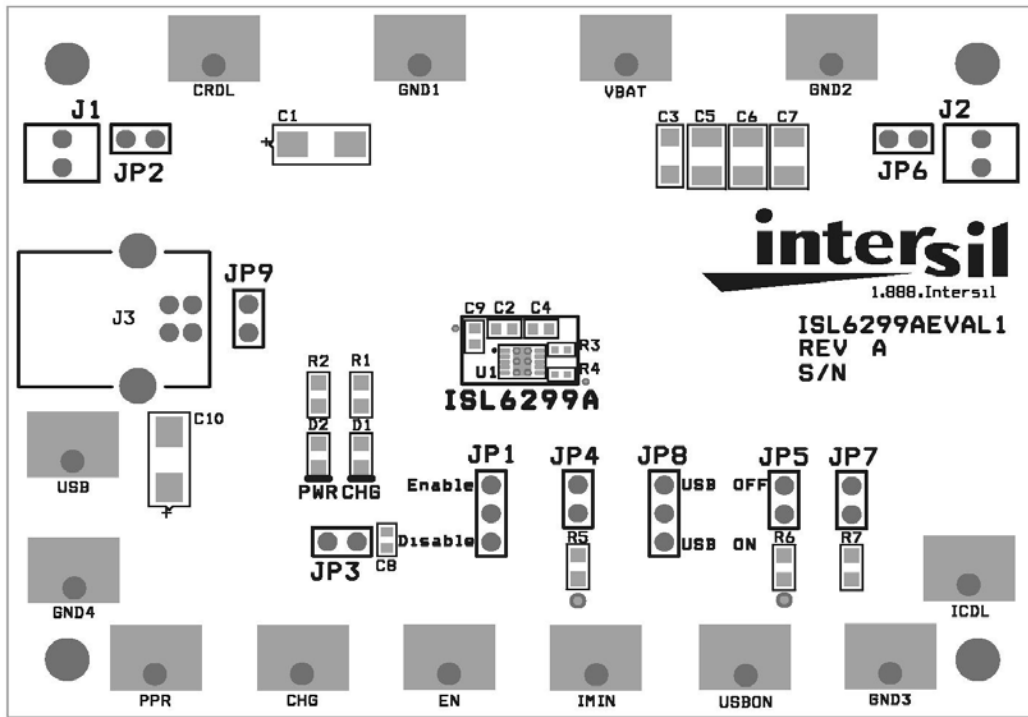 CRDL
GND1
VBAT
GND2
J1
JP2
C1
C3 C5 C6 C7
JP6
J2
intersil
1.888.Intersil
ISL6299AEVAL1
REV A
S/N
J3
JP9
C9 C2 C4
R3
U1
R4
ISL6299A
R2 R1
D2 D1
PWR CHG
USB
C10
JP1
Enable
Disable
JP4
R5
JP8
USB OFF
USB ON
JP5
R6
JP7
R7
JP3
C8
GND4
ICDL
PPR
CHG
EN
IMIN
USBON
GND3